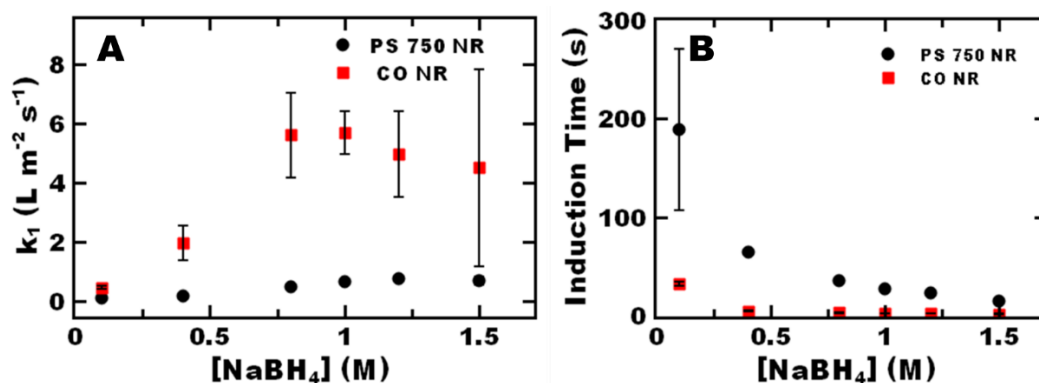 A
PS 750 NR
CO NR
8
6
4
2
0
k₁ (L m⁻² s⁻¹)
0 0.5 1 1.5
[NaBH₄] (M)
B
PS 750 NR
CO NR
300
200
100
0
Induction Time (s)
0 0.5 1 1.5
[NaBH₄] (M)